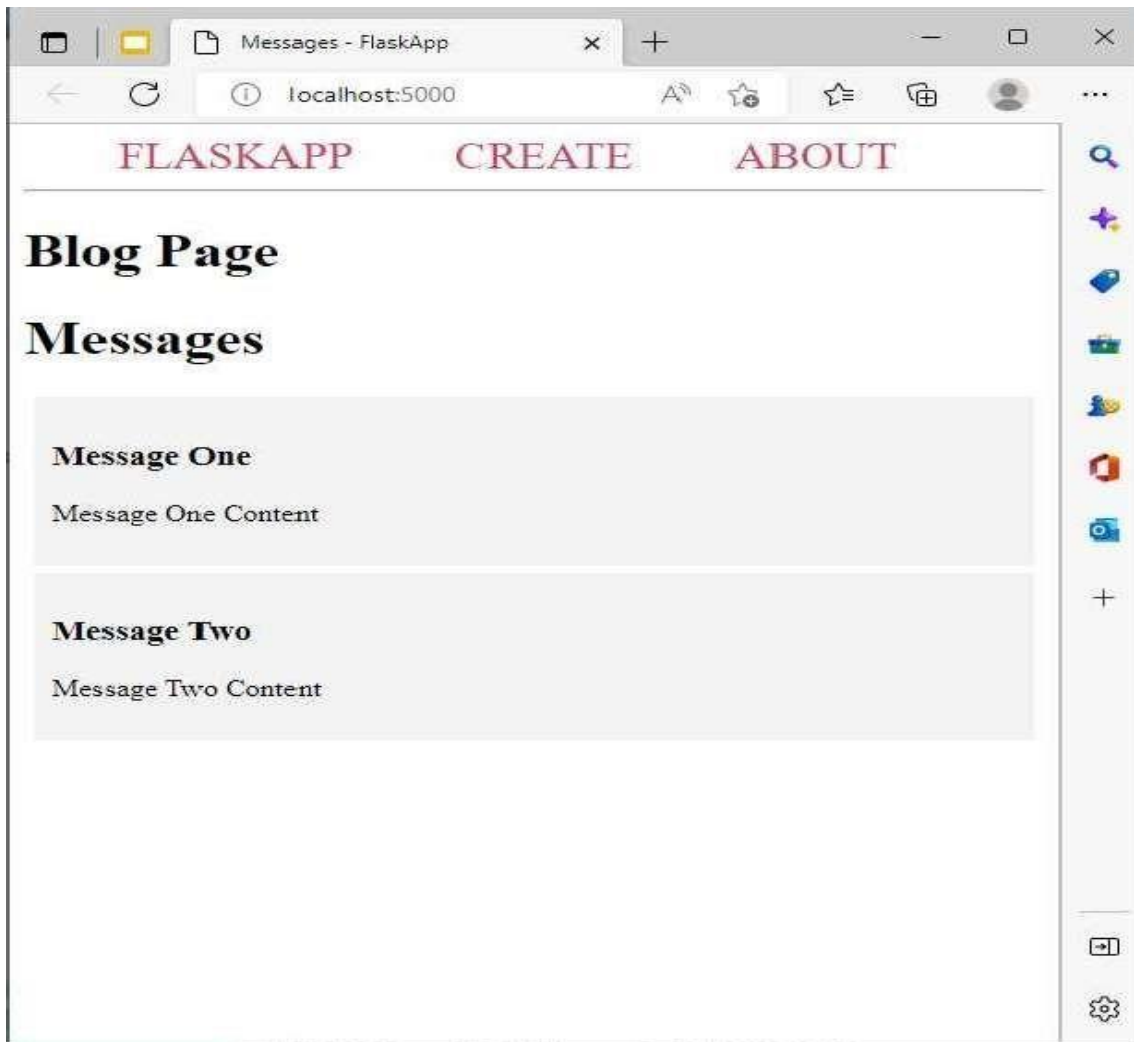 Messages - FlaskApp
localhost:5000
FLASKAPP CREATE ABOUT
Blog Page
Messages
Message One
Message One Content
Message Two
Message Two Content